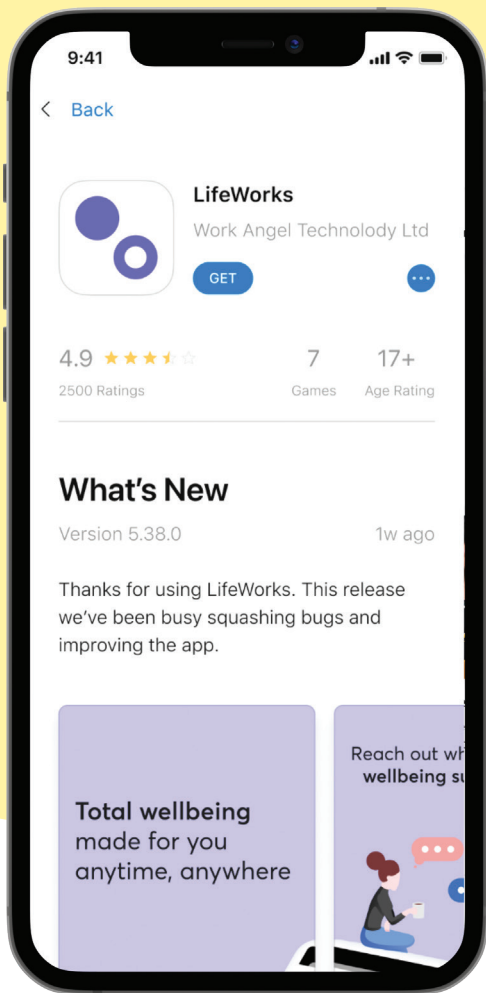 9:41
Back
LifeWorks
Work Angel Technolody Ltd
GET
4.9
7
17+
2500 Ratings
Games
Age Rating
What's New
Version 5.38.0
1w ago
Thanks for using LifeWorks. This release
we've been busy squashing bugs and
improving the app.
Total wellbeing
made for you
anytime, anywhere
Reach out
wellbeing